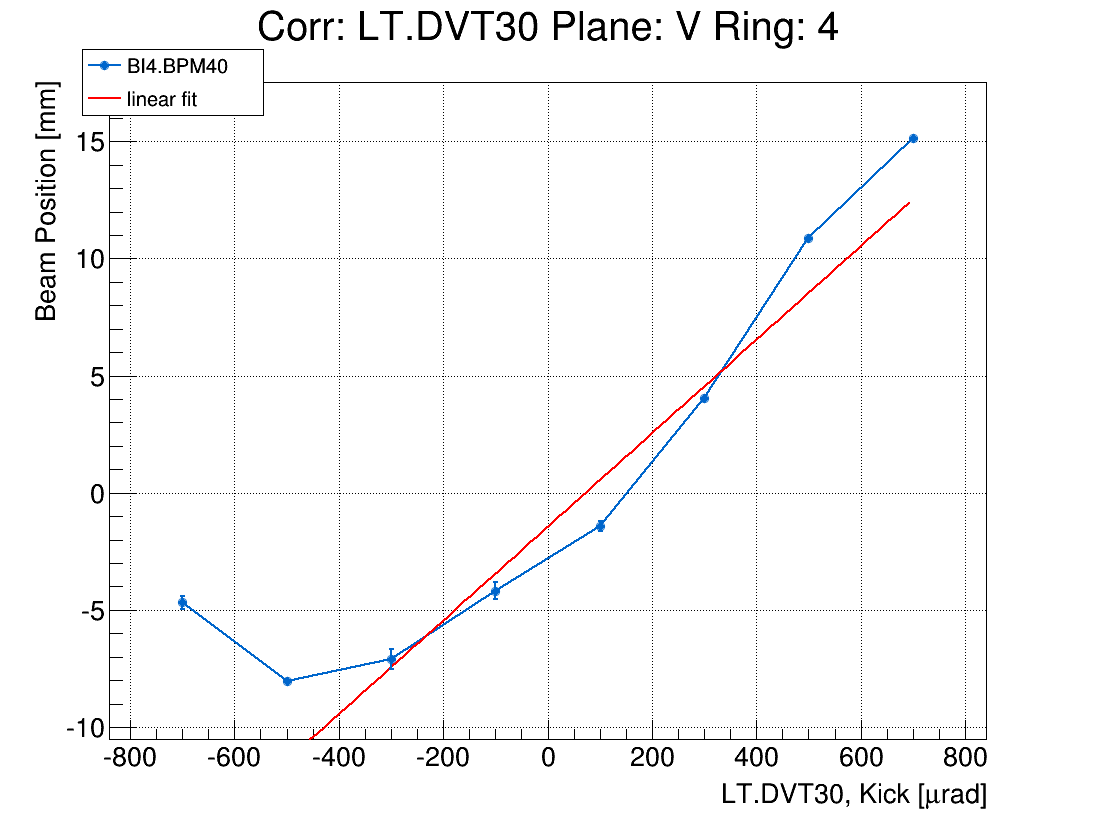 Corr: LT.DVT30 Plane: V Ring: 4
BI4.BPM40
linear fit
Beam Position [mm]
15
10
5
0
-5
-10
-800 -600 -400 -200 0 200 400 600 800
LT.DVT30, Kick [μrad]